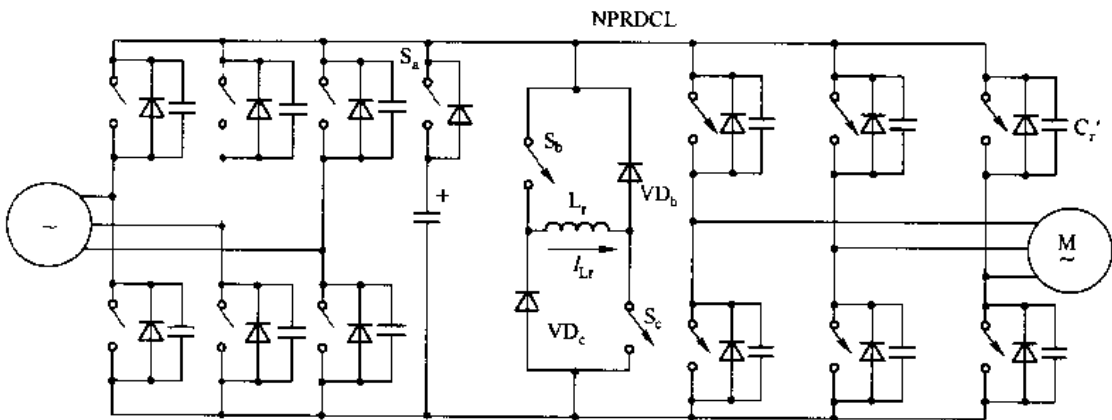 NPRDCL
Sa
Sb
VDb
Lr
ILr
VDc
Sc
Cr′
+
~
M
~